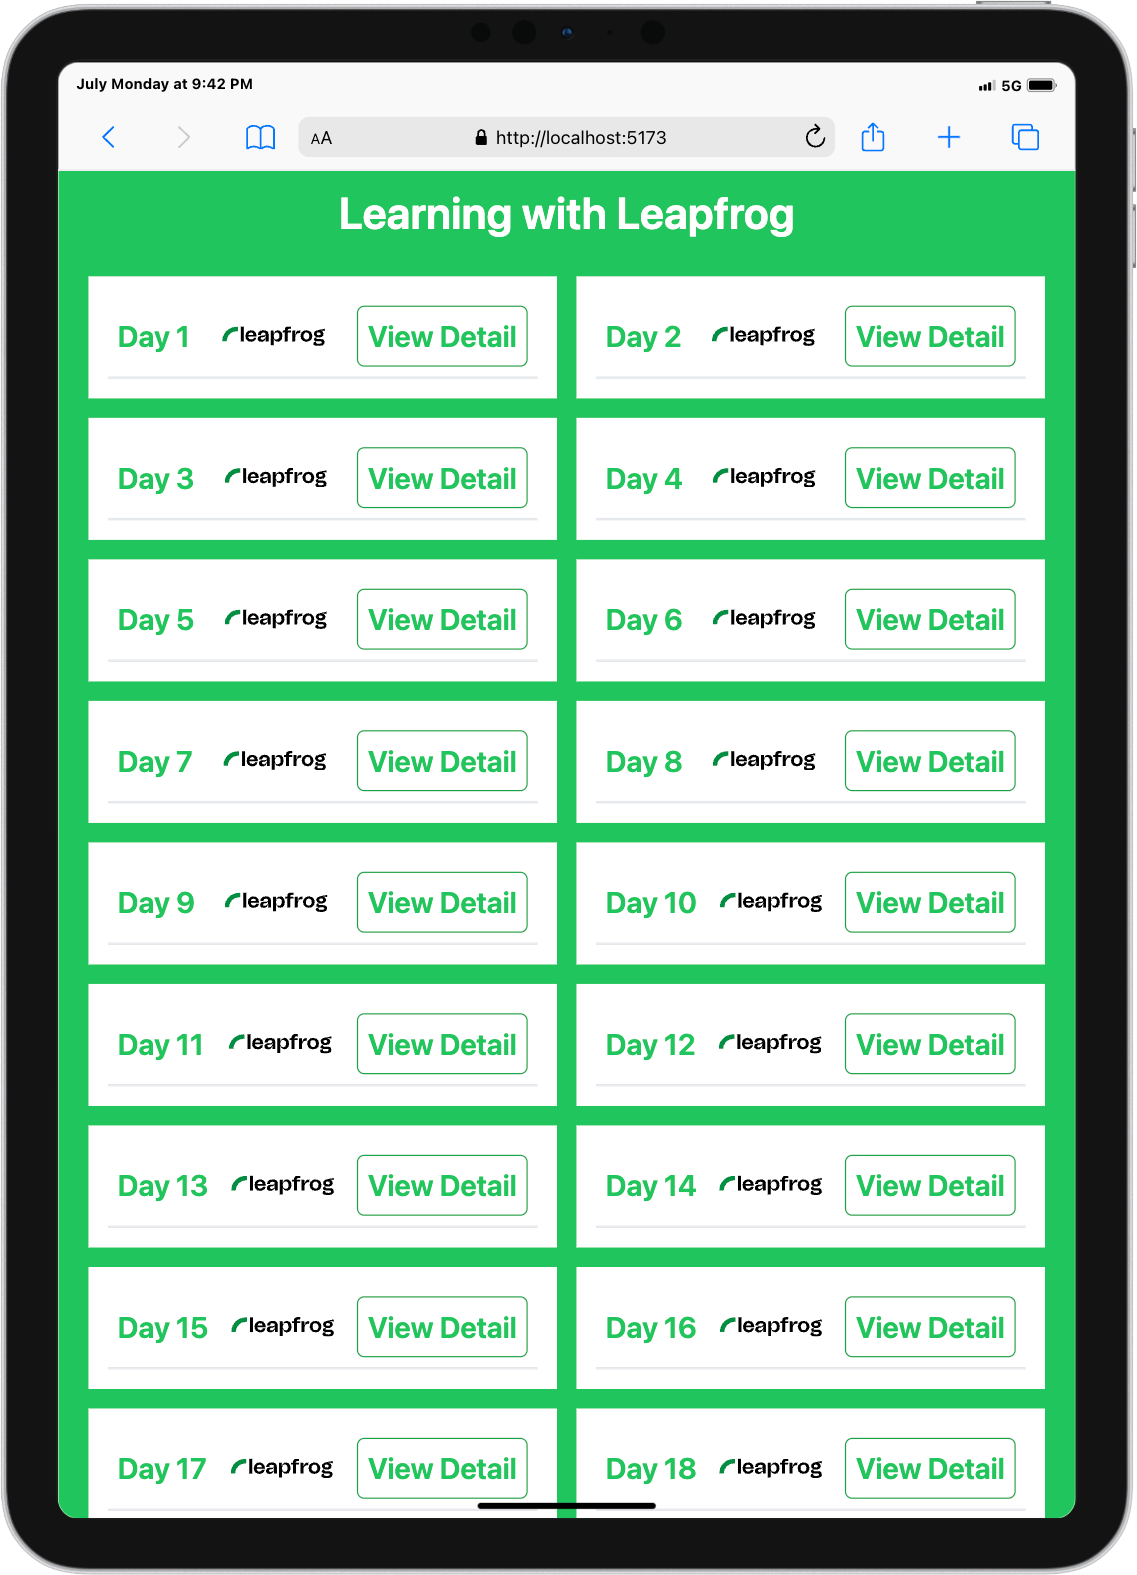 July Monday at 9:42 PM 5G
AA http://localhost:5173
Learning with Leapfrog
Day 1 leapfrog View Detail Day 2 leapfrog View Detail
Day 3 leapfrog View Detail Day 4 leapfrog View Detail
Day 5 leapfrog View Detail Day 6 leapfrog View Detail
Day 7 leapfrog View Detail Day 8 leapfrog View Detail
Day 9 leapfrog View Detail Day 10 leapfrog View Detail
Day 11 leapfrog View Detail Day 12 leapfrog View Detail
Day 13 leapfrog View Detail Day 14 leapfrog View Detail
Day 15 leapfrog View Detail Day 16 leapfrog View Detail
Day 17 leapfrog View Detail Day 18 leapfrog View Detail